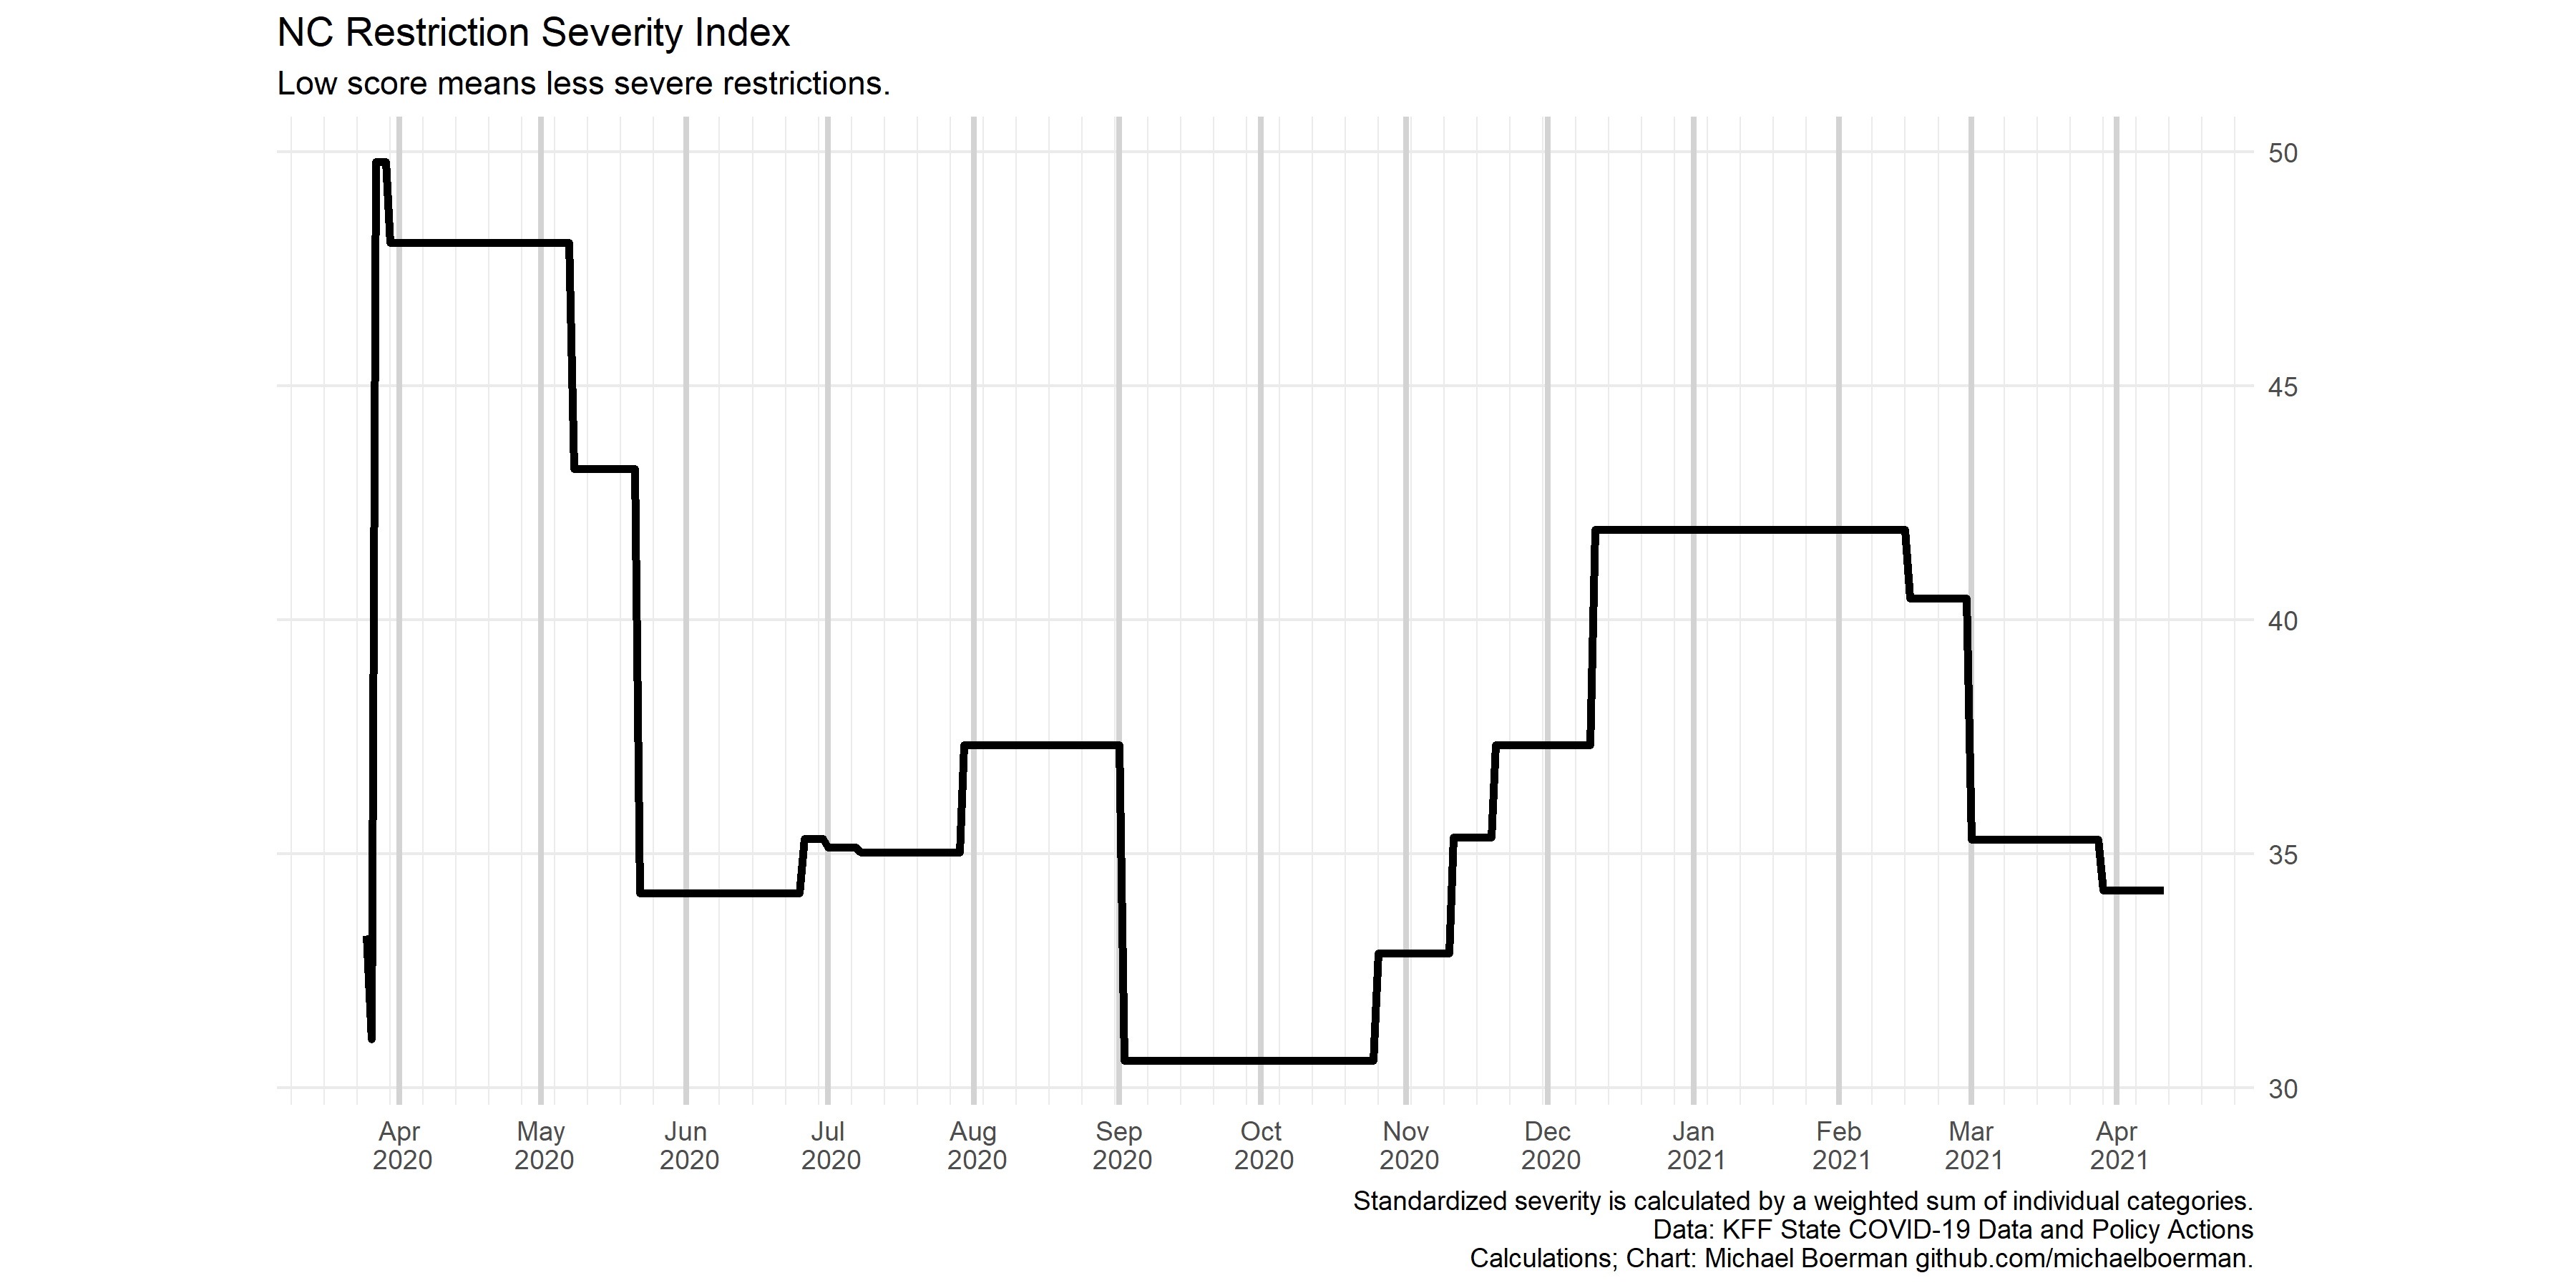 NC Restriction Severity Index
Low score means less severe restrictions.
50
45
40
35
30
Apr 2020
May 2020
Jun 2020
Jul 2020
Aug 2020
Sep 2020
Oct 2020
Nov 2020
Dec 2020
Jan 2021
Feb 2021
Mar 2021
Apr 2021
Standardized severity is calculated by a weighted sum of individual categories.
Data: KFF State COVID-19 Data and Policy Actions
Calculations; Chart: Michael Boerman github.com/michaelboerman.